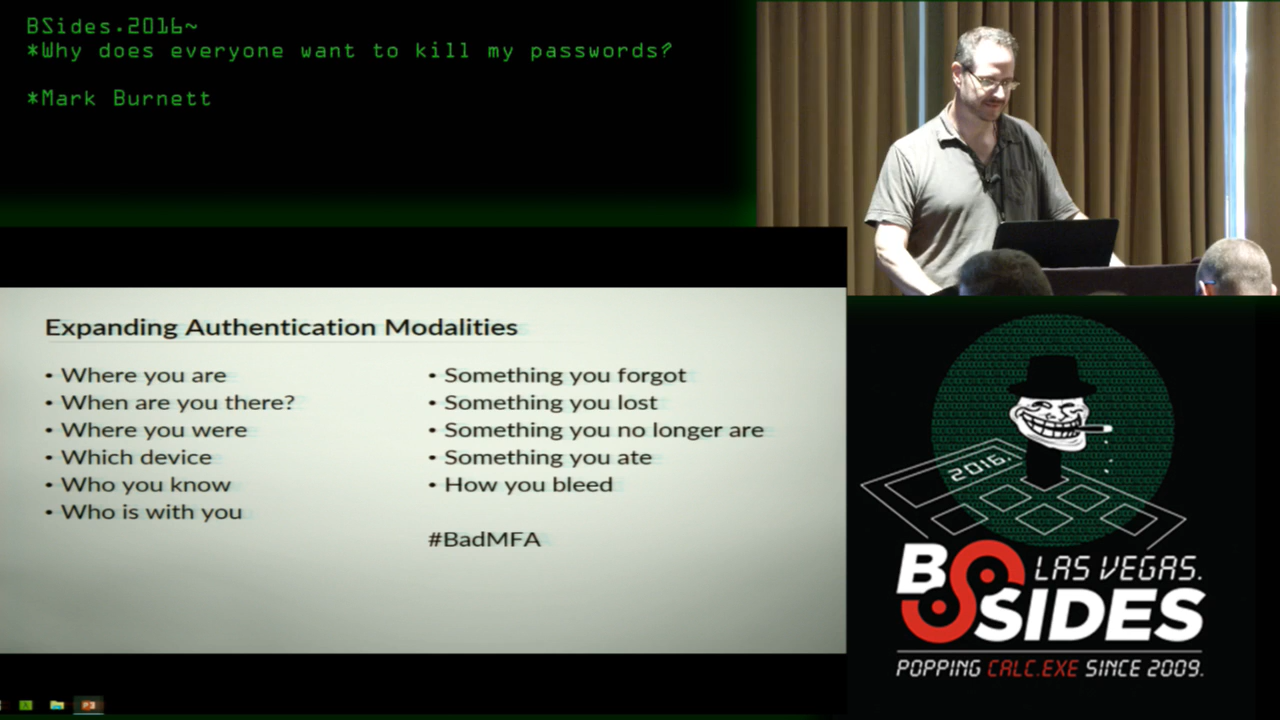 BSides.2016~
*Why does everyone want to kill my passwords?
*Mark Burnett
Expanding Authentication Modalities
• Where you are
• When are you there?
• Where you were
• Which device
• Who you know
• Who is with you
• Something you forgot
• Something you lost
• Something you no longer are
• Something you ate
• How you bleed
#BadMFA
2016.
BSIDES
LAS VEGAS.
POPPING CALC.EXE SINCE 2009.